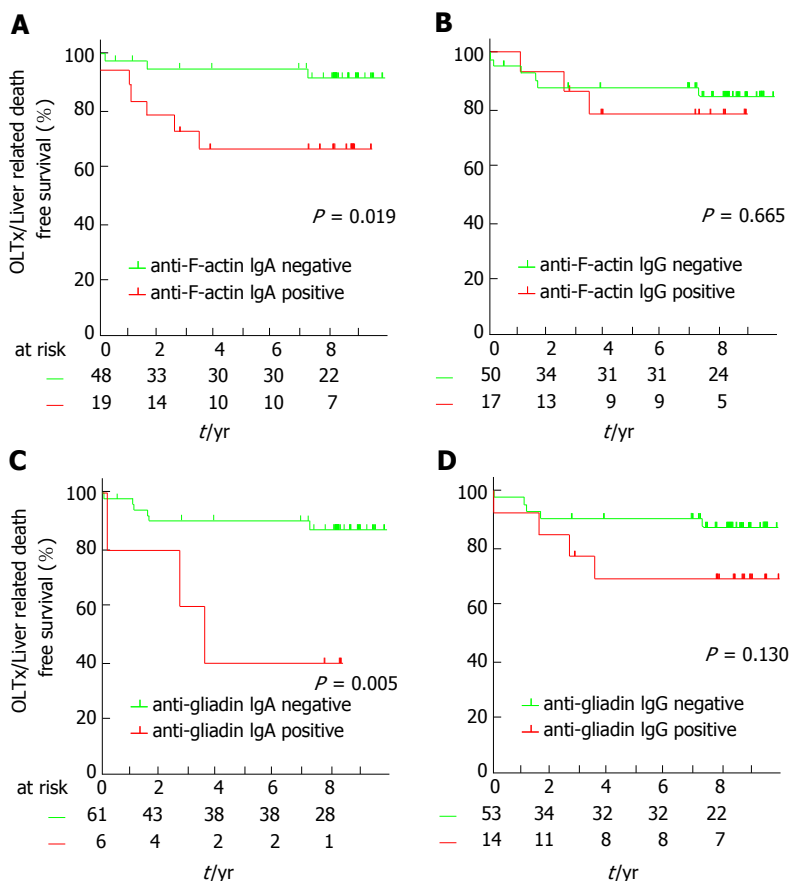 A
OLTx/Liver related death
free survival (%)
100
80
60
40
20
0
P = 0.019
anti-F-actin IgA negative
anti-F-actin IgA positive
0 2 4 6 8
at risk
48 33 30 30 22
19 14 10 10 7
t/yr
B
100
80
60
40
20
0
P = 0.665
anti-F-actin IgG negative
anti-F-actin IgG positive
0 2 4 6 8
50 34 31 31 24
17 13 9 9 5
t/yr
C
OLTx/Liver related death
free survival (%)
100
80
60
40
20
0
P = 0.005
anti-gliadin IgA negative
anti-gliadin IgA positive
at risk
0 2 4 6 8
61 43 38 38 28
6 4 2 2 1
t/yr
D
100
80
60
40
20
0
P = 0.130
anti-gliadin IgG negative
anti-gliadin IgG positive
0 2 4 6 8
53 34 32 32 22
14 11 8 8 7
t/yr